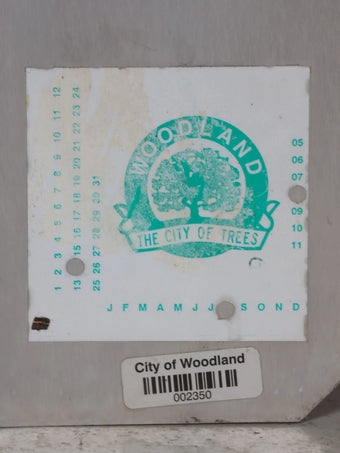 1 2 3 4 5 6 7 8 9 10 11 12
13 15 16 17 18 19 20 21 22 23 24
25 26 27 28 29 30 31
WOODLAND
THE CITY OF TREES
05
06
07
09
10
11
J F M A M J J S O N D
City of Woodland
002350